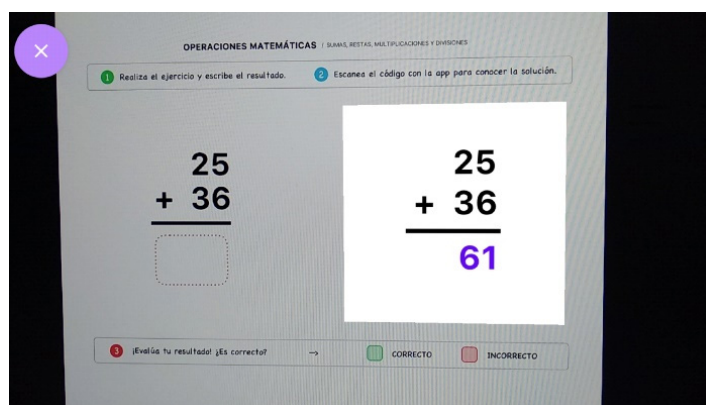 OPERACIONES MATEMÁTICAS / SUMAS, RESTAS, MULTIPLICACIONES Y DIVISIONES
1 Realiza el ejercicio y escribe el resultado. 2 Escanea el código con la app para conocer la solución.
25
+ 36
25
+ 36
61
3 ¡Evalúa tu resultado! ¿Es correcto? → CORRECTO INCORRECTO